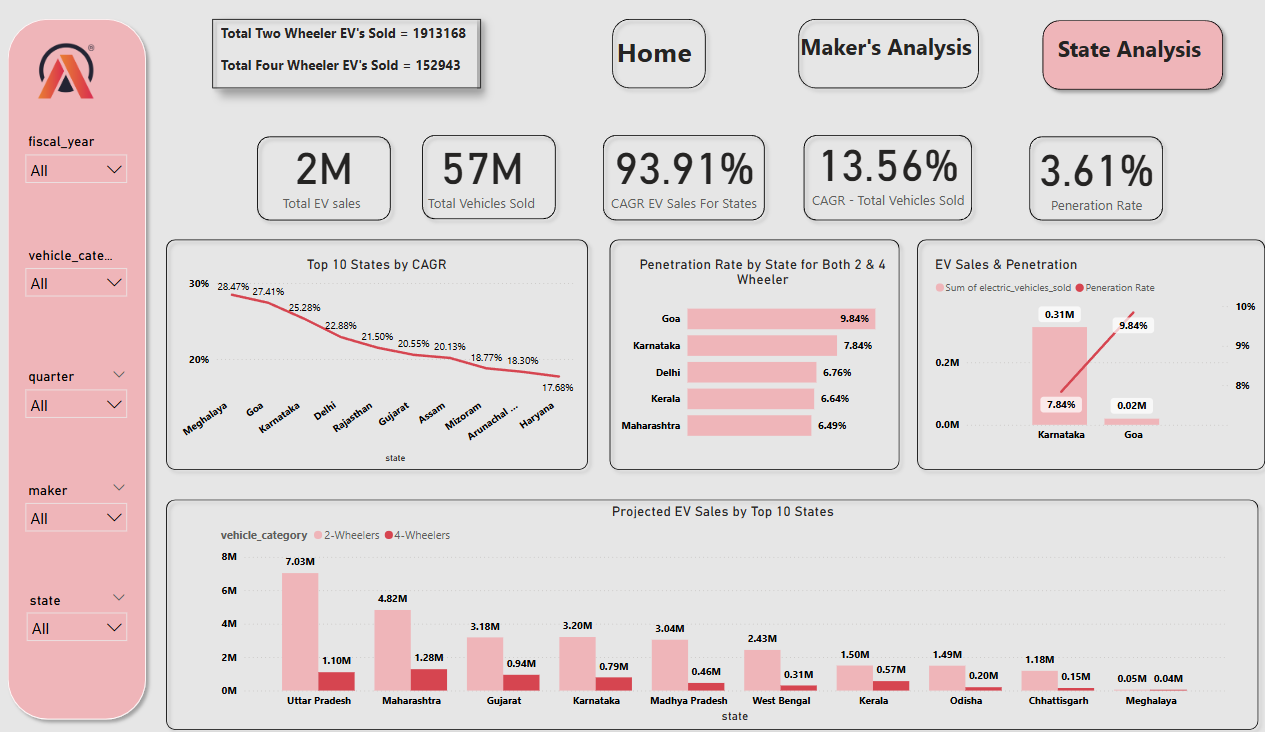 Total Two Wheeler EV's Sold = 1913168
Total Four Wheeler EV's Sold = 152943
Home
Maker's Analysis
State Analysis
®
fiscal_year
All
vehicle_cate...
All
quarter
All
maker
All
state
All
2M
Total EV sales
57M
Total Vehicles Sold
93.91%
CAGR EV Sales For States
13.56%
CAGR - Total Vehicles Sold
3.61%
Peneration Rate
Top 10 States by CAGR
30%
20%
28.47%
27.41%
25.28%
22.88%
21.50%
20.55%
20.13%
18.77%
18.30%
17.68%
Meghalaya
Goa
Karnataka
Delhi
Rajasthan
Gujarat
Assam
Mizoram
Arunachal ...
Haryana
state
Penetration Rate by State for Both 2 & 4
Wheeler
Goa 9.84%
Karnataka 7.84%
Delhi 6.76%
Kerala 6.64%
Maharashtra 6.49%
EV Sales & Penetration
Sum of electric_vehicles_sold Peneration Rate
0.2M
0.0M
0.31M
7.84%
9.84%
0.02M
10%
9%
8%
Karnataka
Goa
Projected EV Sales by Top 10 States
vehicle_category 2-Wheelers 4-Wheelers
8M
6M
4M
2M
0M
7.03M
1.10M
4.82M
1.28M
3.18M
0.94M
3.20M
0.79M
3.04M
0.46M
2.43M
0.31M
1.50M
0.57M
1.49M
0.20M
1.18M
0.15M
0.05M
0.04M
Uttar Pradesh
Maharashtra
Gujarat
Karnataka
Madhya Pradesh
West Bengal
Kerala
Odisha
Chhattisgarh
Meghalaya
state